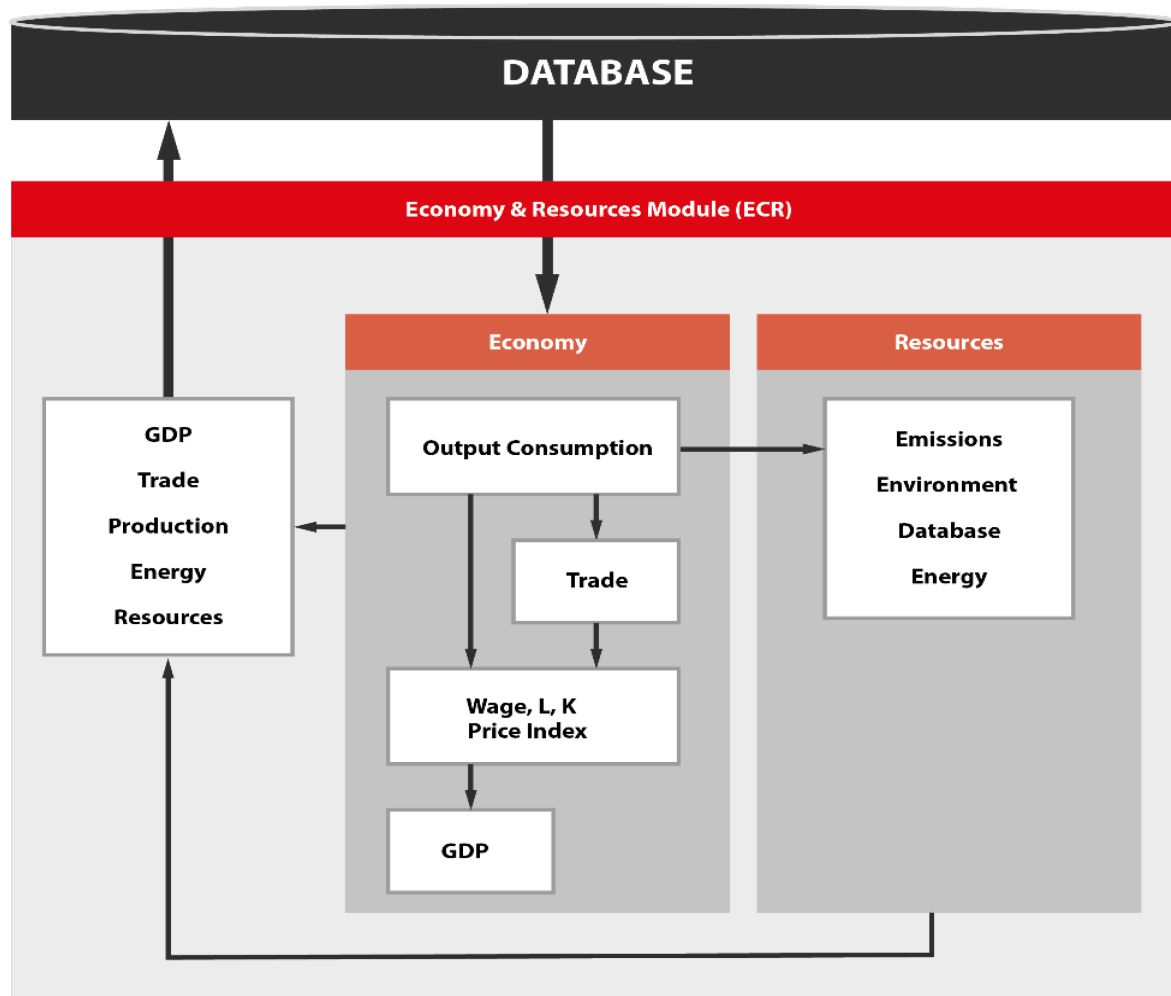 DATABASE
Economy & Resources Module (ECR)
Economy
Resources
GDP
Trade
Production
Energy
Resources
Output Consumption
Trade
Wage, L, K
Price Index
GDP
Emissions
Environment
Database
Energy